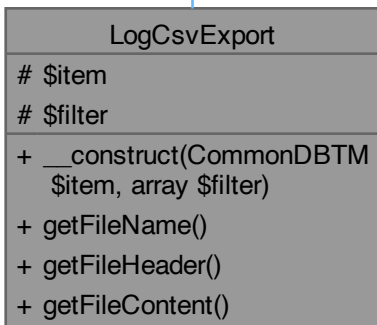 LogCsvExport
# $item
# $filter
+ __construct(CommonDBTM
$item, array $filter)
+ getFileName()
+ getFileHeader()
+ getFileContent()